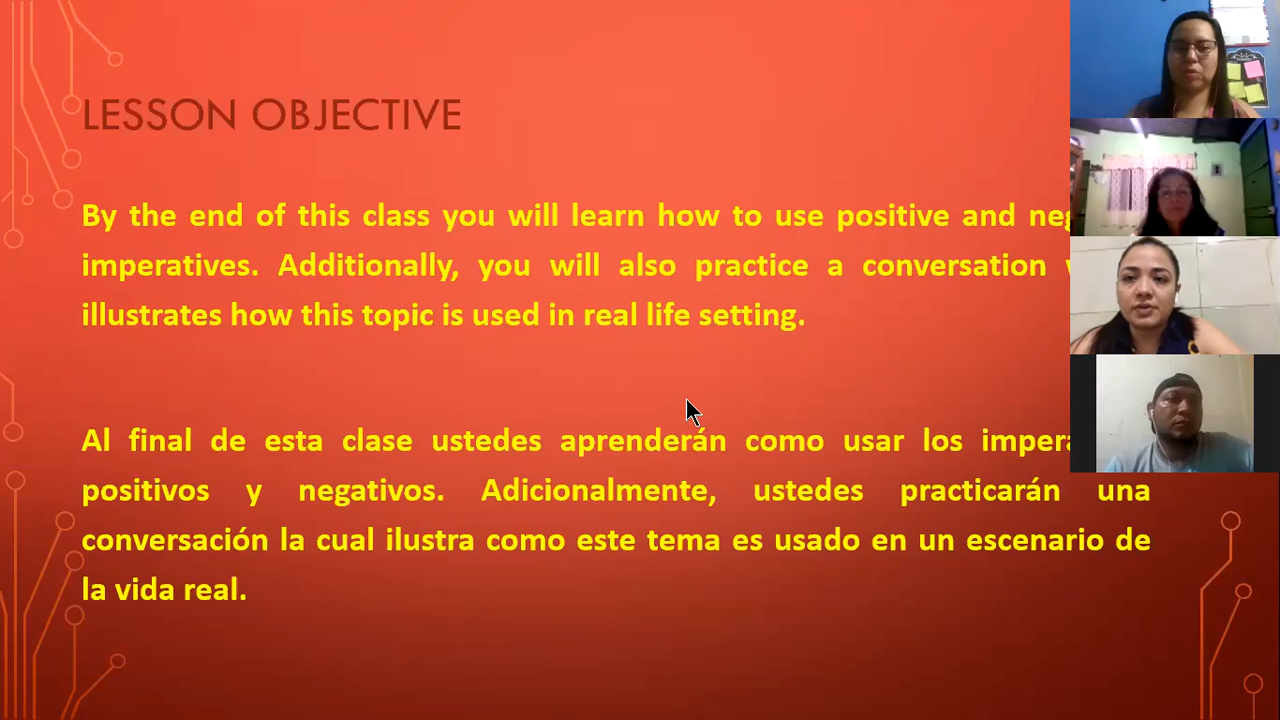 LESSON OBJECTIVE
By the end of this class you will learn how to use positive and
imperatives. Additionally, you will also practice a conversation
illustrates how this topic is used in real life setting.
Al final de esta clase ustedes aprenderán como usar los
positivos y negativos. Adicionalmente, ustedes practicarán una
conversación la cual ilustra como este tema es usado en un escenario de
la vida real.